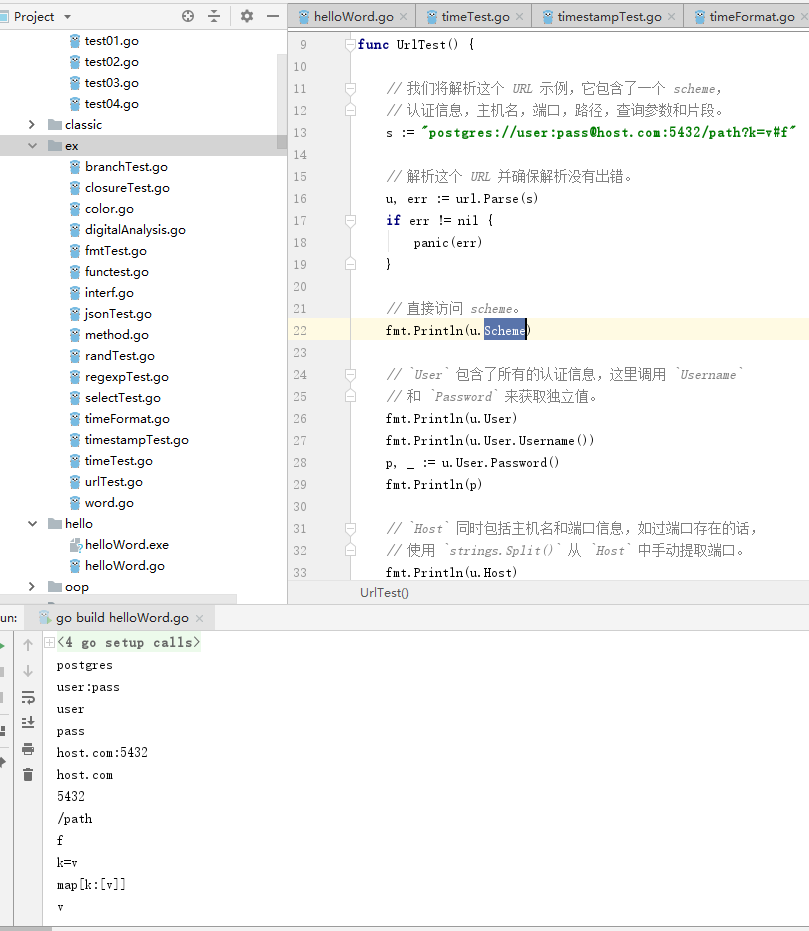 Project
test01.go
test02.go
test03.go
test04.go
classic
ex
branchTest.go
closureTest.go
color.go
digitalAnalysis.go
fmtTest.go
functest.go
interf.go
jsonTest.go
method.go
randTest.go
regexpTest.go
selectTest.go
timeFormat.go
timestampTest.go
timeTest.go
urlTest.go
word.go
hello
helloWord.exe
helloWord.go
oop
helloWord.go
timeTest.go
timestampTest.go
timeFormat.go
9 func UrlTest() {
10
11 // 我们将解析这个 URL 示例，它包含了一个 scheme，
12 // 认证信息，主机名，端口，路径，查询参数和片段。
13 s := "postgres://user:pass@host.com:5432/path?k=v#f"
14
15 // 解析这个 URL 并确保解析没有出错。
16 u, err := url.Parse(s)
17 if err != nil {
18 panic(err)
19 }
20
21 // 直接访问 scheme。
22 fmt.Println(u.Scheme)
23
24 // `User` 包含了所有的认证信息，这里调用 `Username`
25 // 和 `Password` 来获取独立值。
26 fmt.Println(u.User)
27 fmt.Println(u.User.Username())
28 p, _ := u.User.Password()
29 fmt.Println(p)
30
31 // `Host` 同时包括主机名和端口信息，如过端口存在的话，
32 // 使用 `strings.Split()` 从 `Host` 中手动提取端口。
33 fmt.Println(u.Host)
UrlTest()
un: go build helloWord.go
<4 go setup calls>
postgres
user:pass
user
pass
host.com:5432
host.com
5432
/path
f
k=v
map[k:[v]]
v